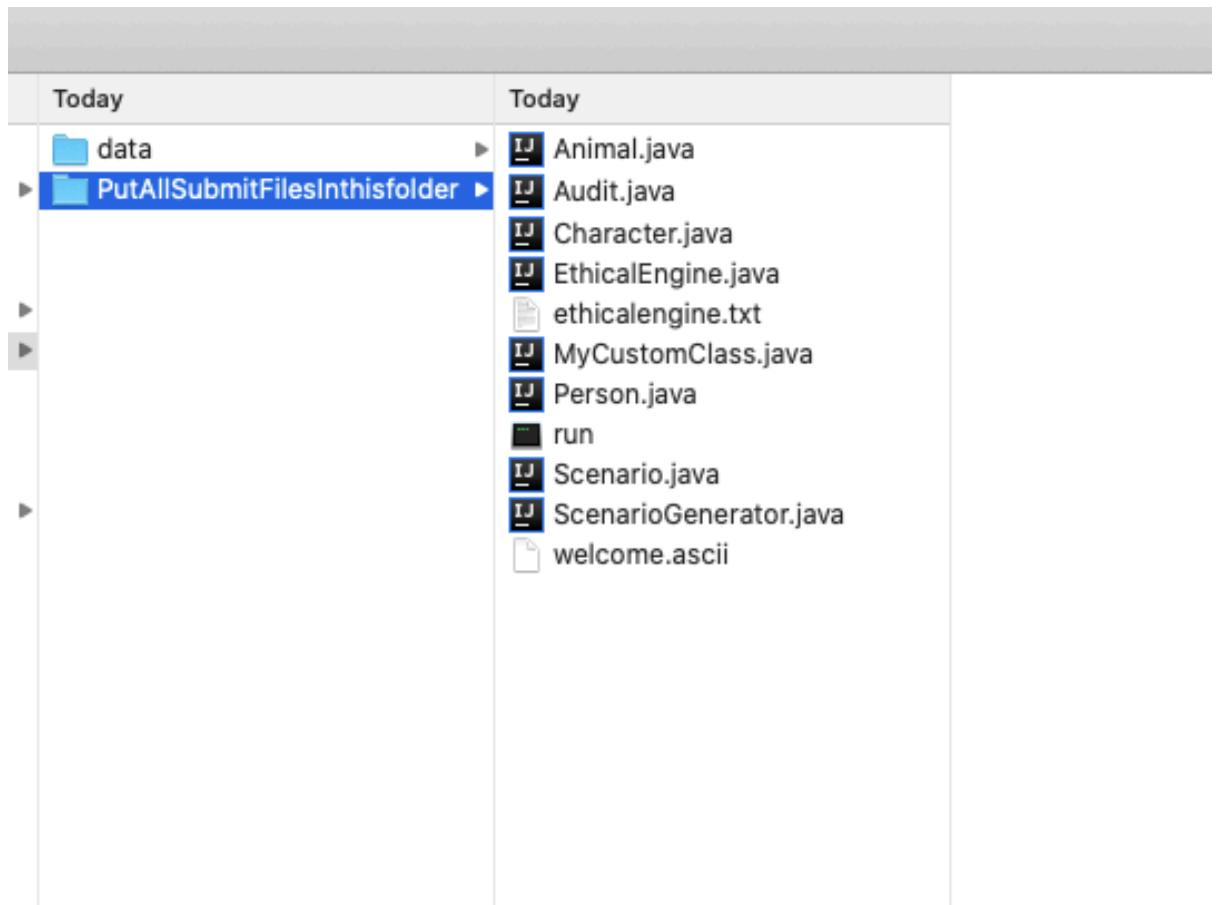 Today
data
PutAllSubmitFilesInthisfolder
Today
Animal.java
Audit.java
Character.java
EthicalEngine.java
ethicalengine.txt
MyCustomClass.java
Person.java
run
Scenario.java
ScenarioGenerator.java
welcome.ascii